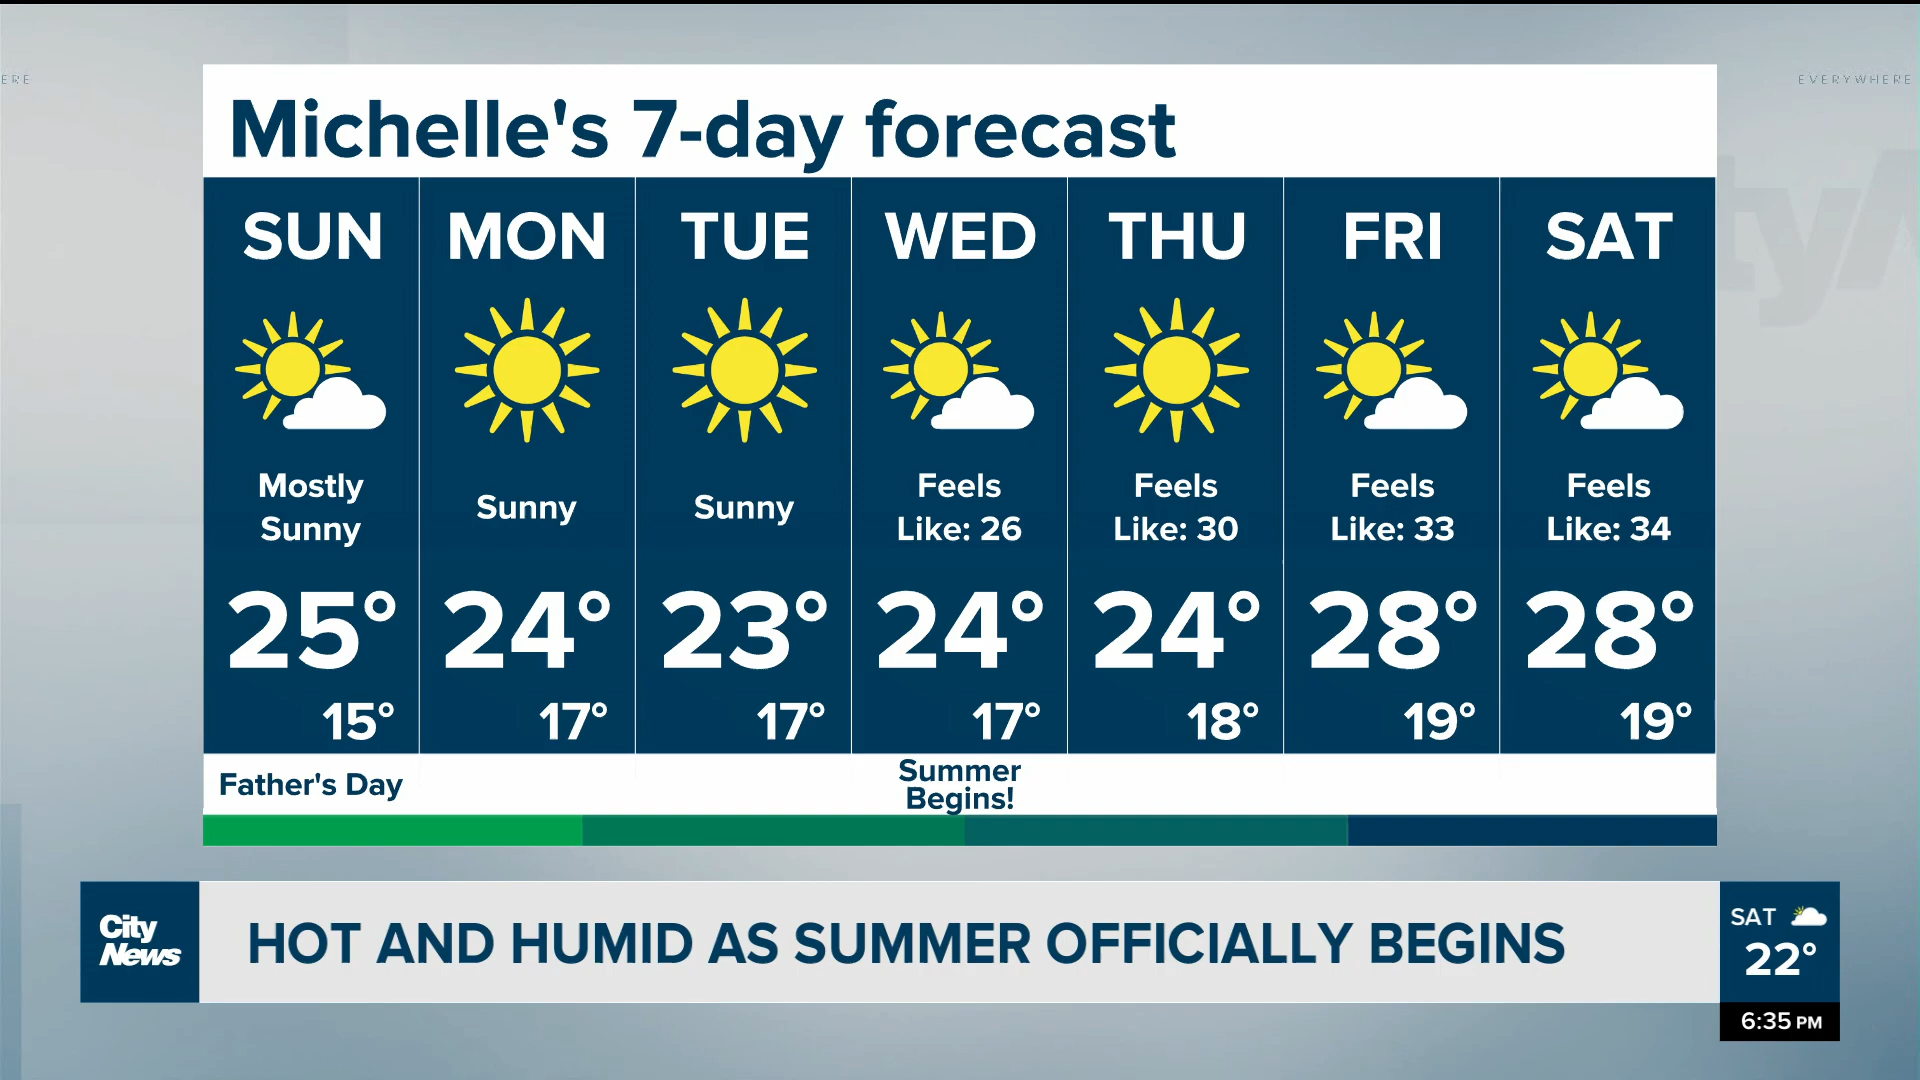 ERE
EVERYWHERE
Michelle's 7-day forecast
SUN MON TUE WED THU FRI SAT
Mostly
Sunny
Sunny
Sunny
Feels
Like: 26
Feels
Like: 30
Feels
Like: 33
Feels
Like: 34
25° 24° 23° 24° 24° 28° 28°
15° 17° 17° 17° 18° 19° 19°
Father's Day
Summer
Begins!
City
News
HOT AND HUMID AS SUMMER OFFICIALLY BEGINS
SAT
22°
6:35 PM